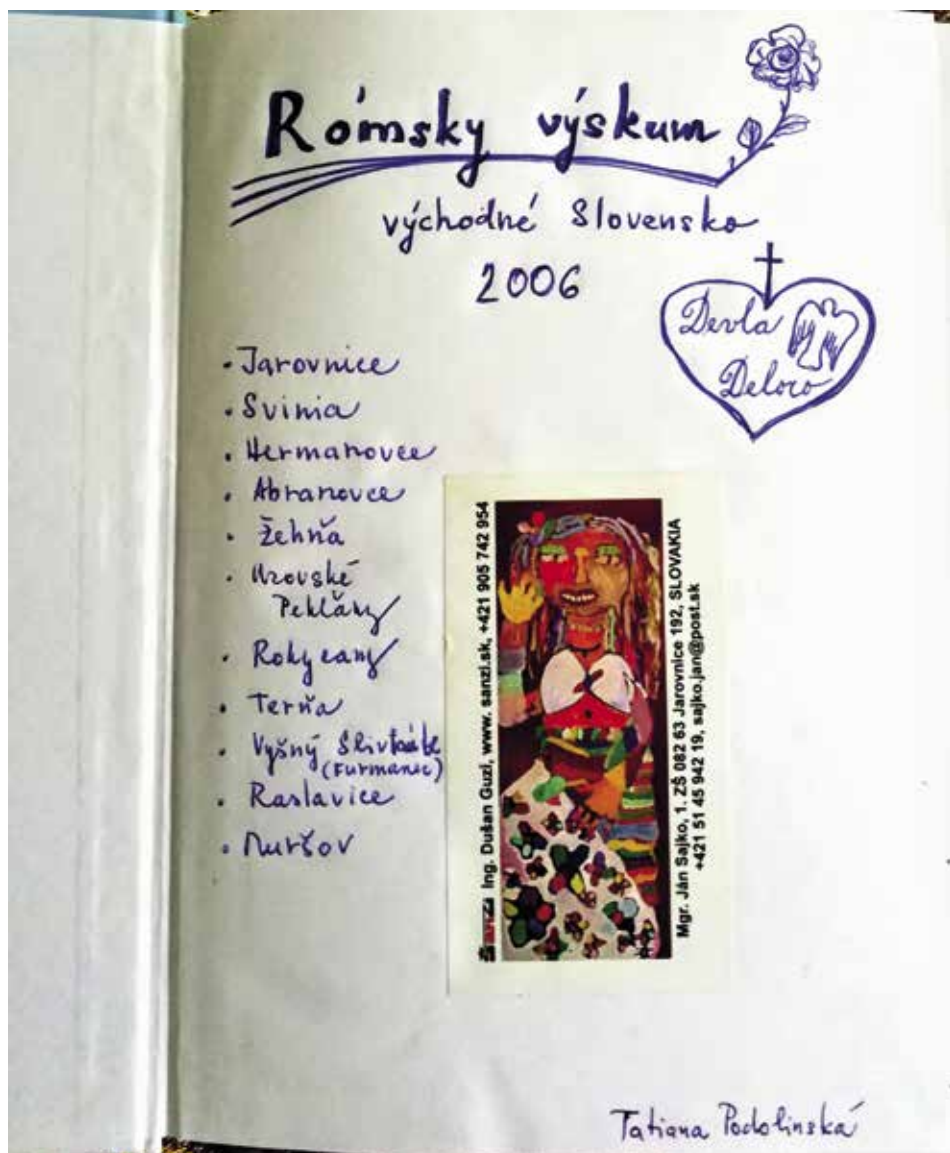 Rómsky výskum
východné Slovensko
2006
Devla
Deloro
· Jarovnice
· Svinia
· Hermanovce
· Abranovce
· Žehňa
· Uzovské
Pekľany
· Rokycany
· Terňa
· Vyšný
(Furmanec)
· Raslavice
· Muršov
Ing. Dušan Guzi, www. sanzi.sk, +421 905 742 954
Mgr. Ján Sajko, 1. ZŠ 082 63 Jarovnice 192, SLOVAKIA
+421 51 45 942 19, sajko.jan@post.sk
Tatiana Podolinská